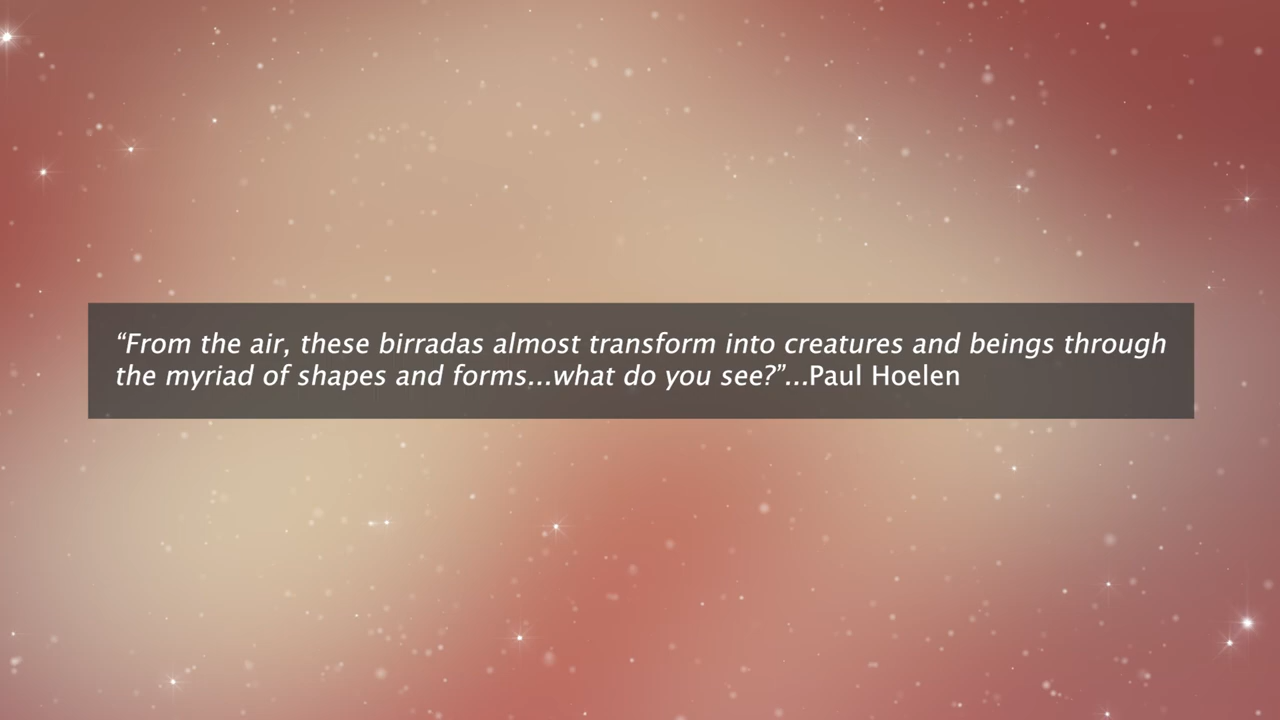 “From the air, these birradas almost transform into creatures and beings through
the myriad of shapes and forms...what do you see?”...Paul Hoelen